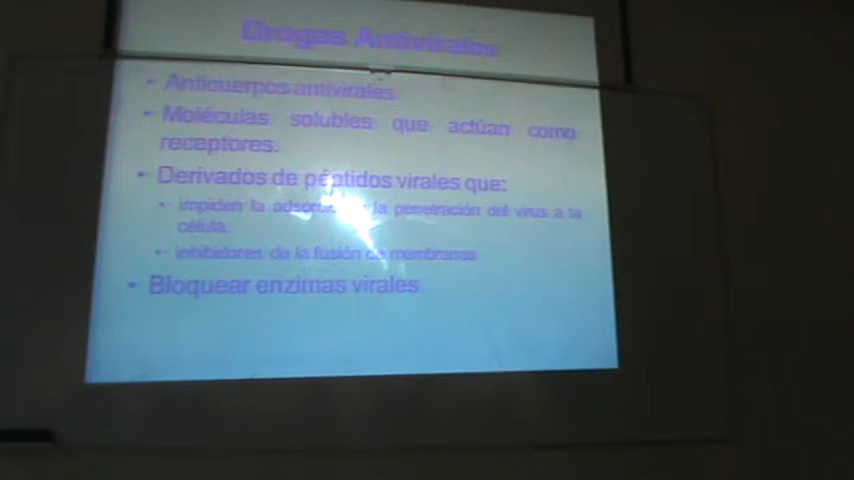 Drogas Antivirales
• Anticuerpos antivirales
• Moléculas solubles que actúan como
receptores.
• Derivados de péptidos virales que:
• impiden la la penetración del virus a la
célula.
• inhibidores de la fusión de membranas
• Bloquear enzimas virales